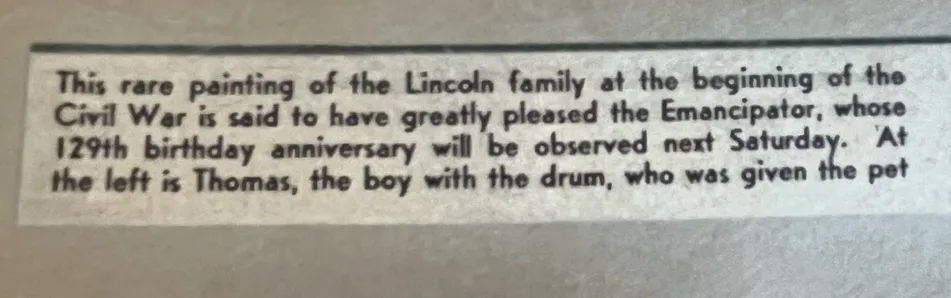 This rare painting of the Lincoln family at the beginning of the
Civil War is said to have greatly pleased the Emancipator, whose
129th birthday anniversary will be observed next Saturday. At
the left is Thomas, the boy with the drum, who was given the pet